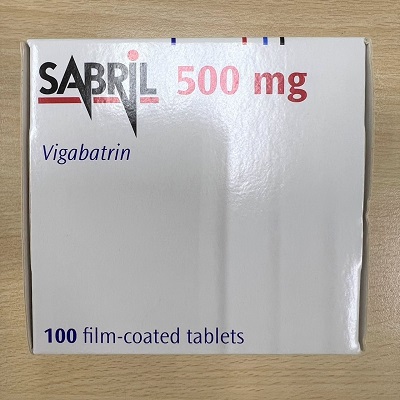 SABRIL 500 mg
Vigabatrin
100 film-coated tablets